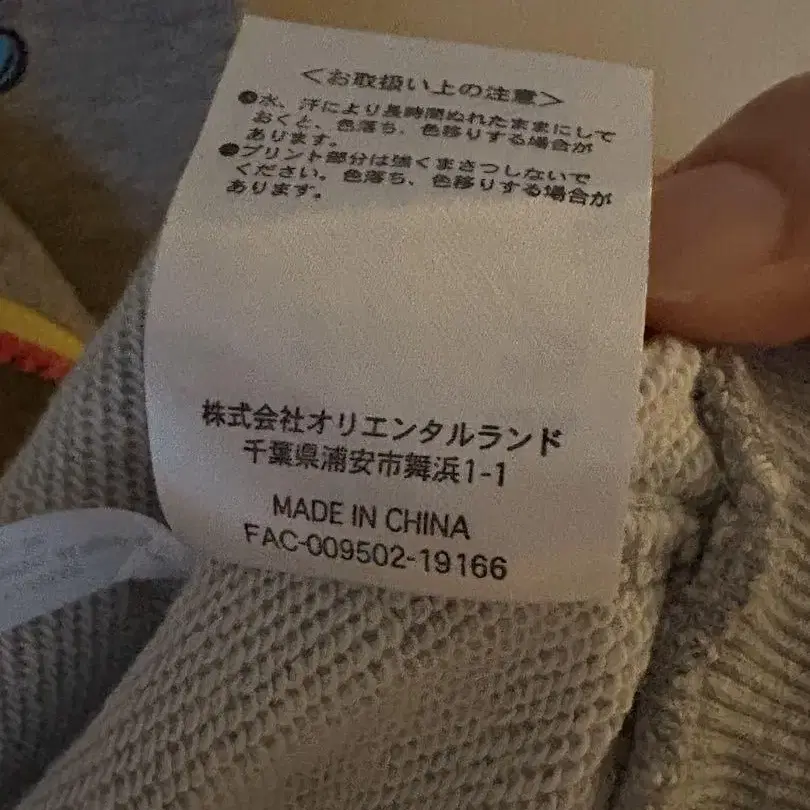 ＜お取扱い上の注意＞
●水、汗により長時間ぬれたままにして
おくと、色落ち、色移りする場合が
あります。
●プリント部分は強くまさつしないで
ください。色落ち、色移りする場合が
あります。
株式会社オリエンタルランド
千葉県浦安市舞浜1-1
MADE IN CHINA
FAC-009502-19166